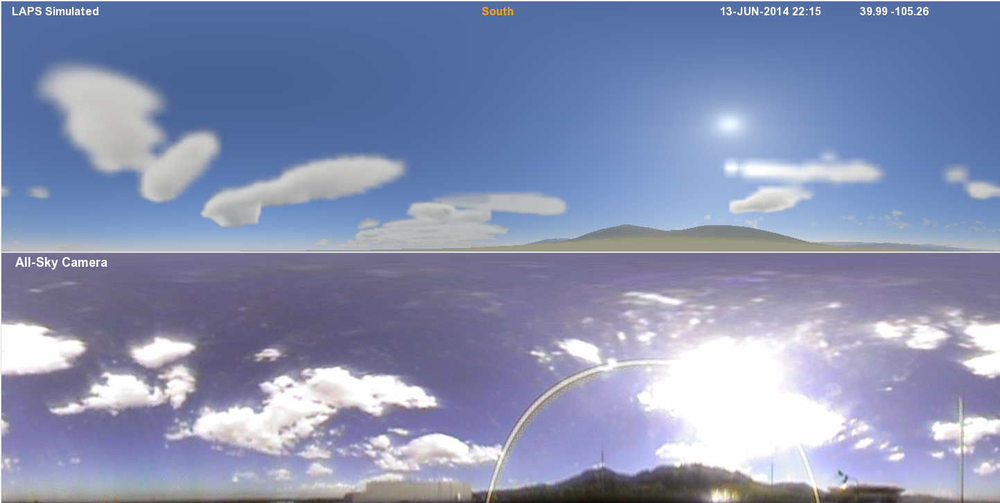 LAPS Simulated South 13-JUN-2014 22:15 39.99 -105.26
All-Sky Camera